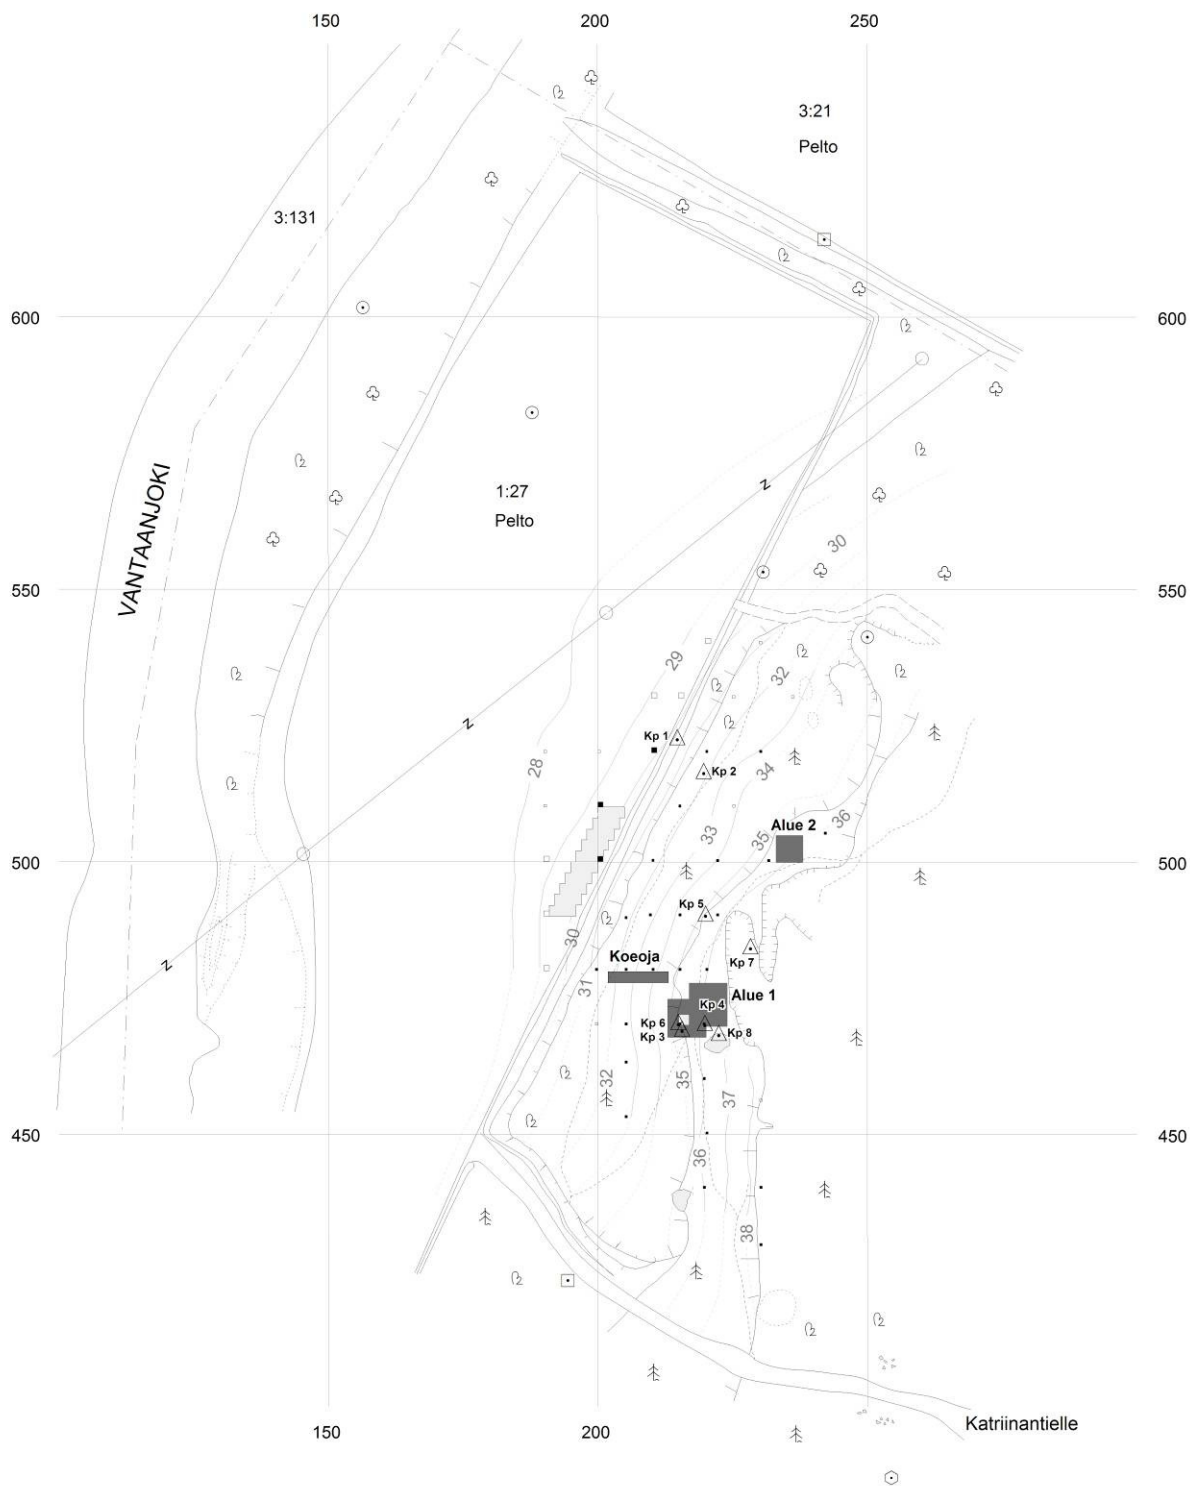 150 200 250
3:21
Pelto
3:131
600 600
1:27
Pelto
VANTAANJOKI
z
30
550 550
29
32
z
Kp 1
28
Kp 2
34
33
36
Alue 2
35
500 500
Kp 5
30
Koeoja
Kp 7
z
31
Alue 1
Kp 4
Kp 6
Kp 3
Kp 8
32
35
37
450 450
36
38
Katriinantielle
150 200